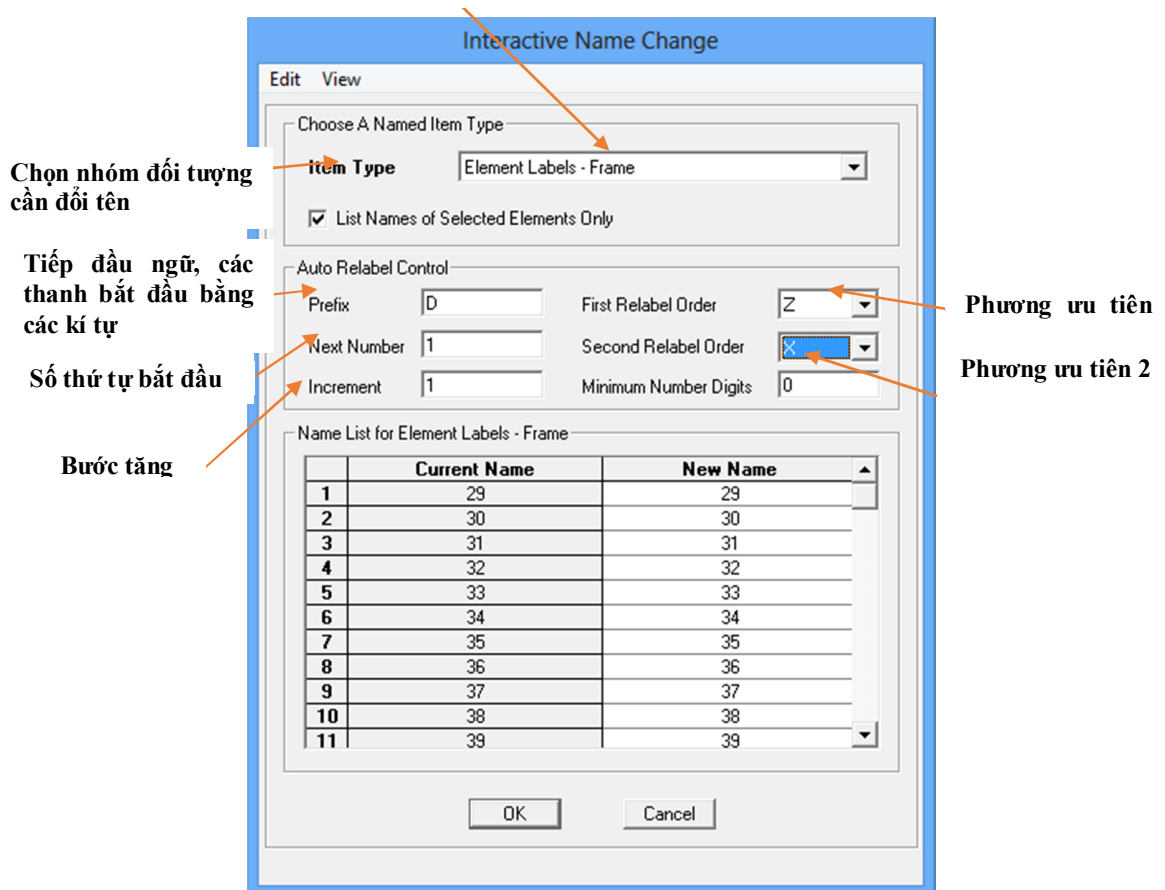 Interactive Name Change
Edit View
Choose A Named Item Type
Item Type Element Labels - Frame
List Names of Selected Elements Only
Chọn nhóm đối tượng
cần đổi tên
Auto Relabel Control
Prefix D First Relabel Order Z
Next Number 1 Second Relabel Order X
Increment 1 Minimum Number Digits 0
Tiếp đầu ngữ, các
thanh bắt đầu bằng
các kí tự
Số thứ tự bắt đầu
Bước tăng
Phương ưu tiên
Phương ưu tiên 2
Name List for Element Labels - Frame
Current Name New Name
1 29 29
2 30 30
3 31 31
4 32 32
5 33 33
6 34 34
7 35 35
8 36 36
9 37 37
10 38 38
11 39 39
OK Cancel